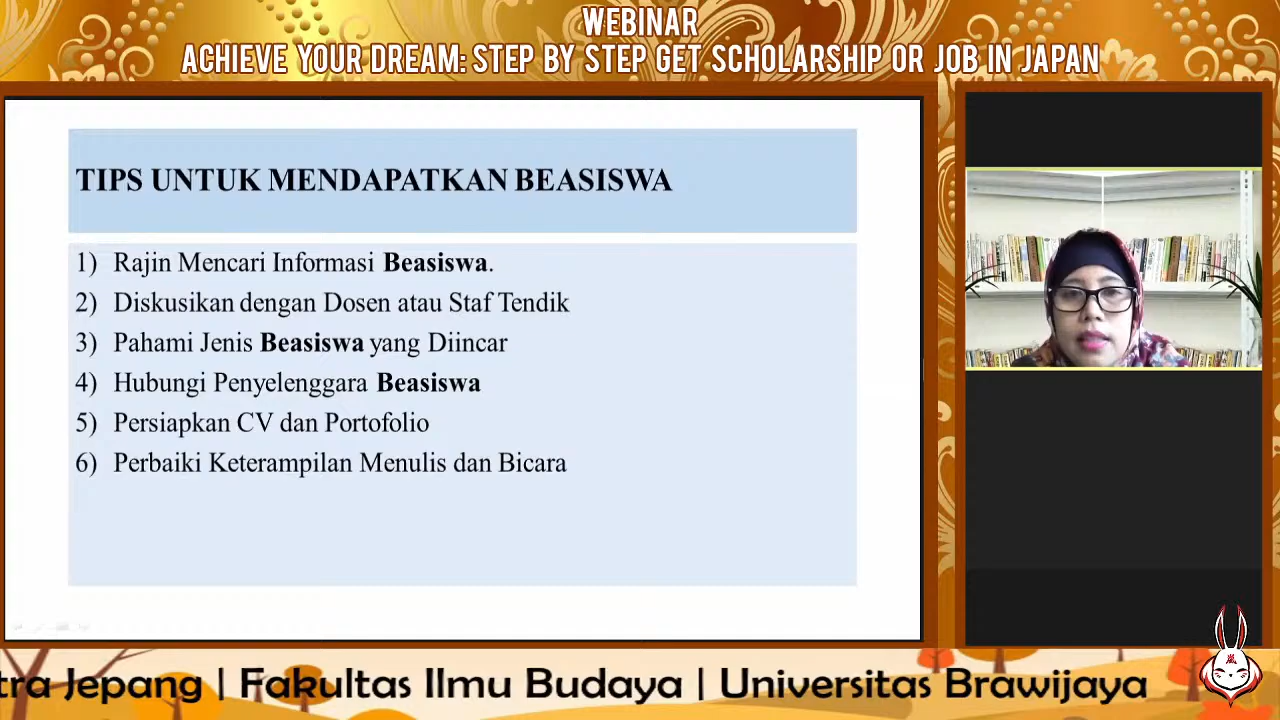 WEBINAR
ACHIEVE YOUR DREAM: STEP BY STEP GET SCHOLARSHIP OR JOB IN JAPAN
TIPS UNTUK MENDAPATKAN BEASISWA
1) Rajin Mencari Informasi Beasiswa.
2) Diskusikan dengan Dosen atau Staf Tendik
3) Pahami Jenis Beasiswa yang Diincar
4) Hubungi Penyelenggara Beasiswa
5) Persiapkan CV dan Portofolio
6) Perbaiki Keterampilan Menulis dan Bicara
tra Jepang | Fakultas Ilmu Budaya | Universitas Brawijaya